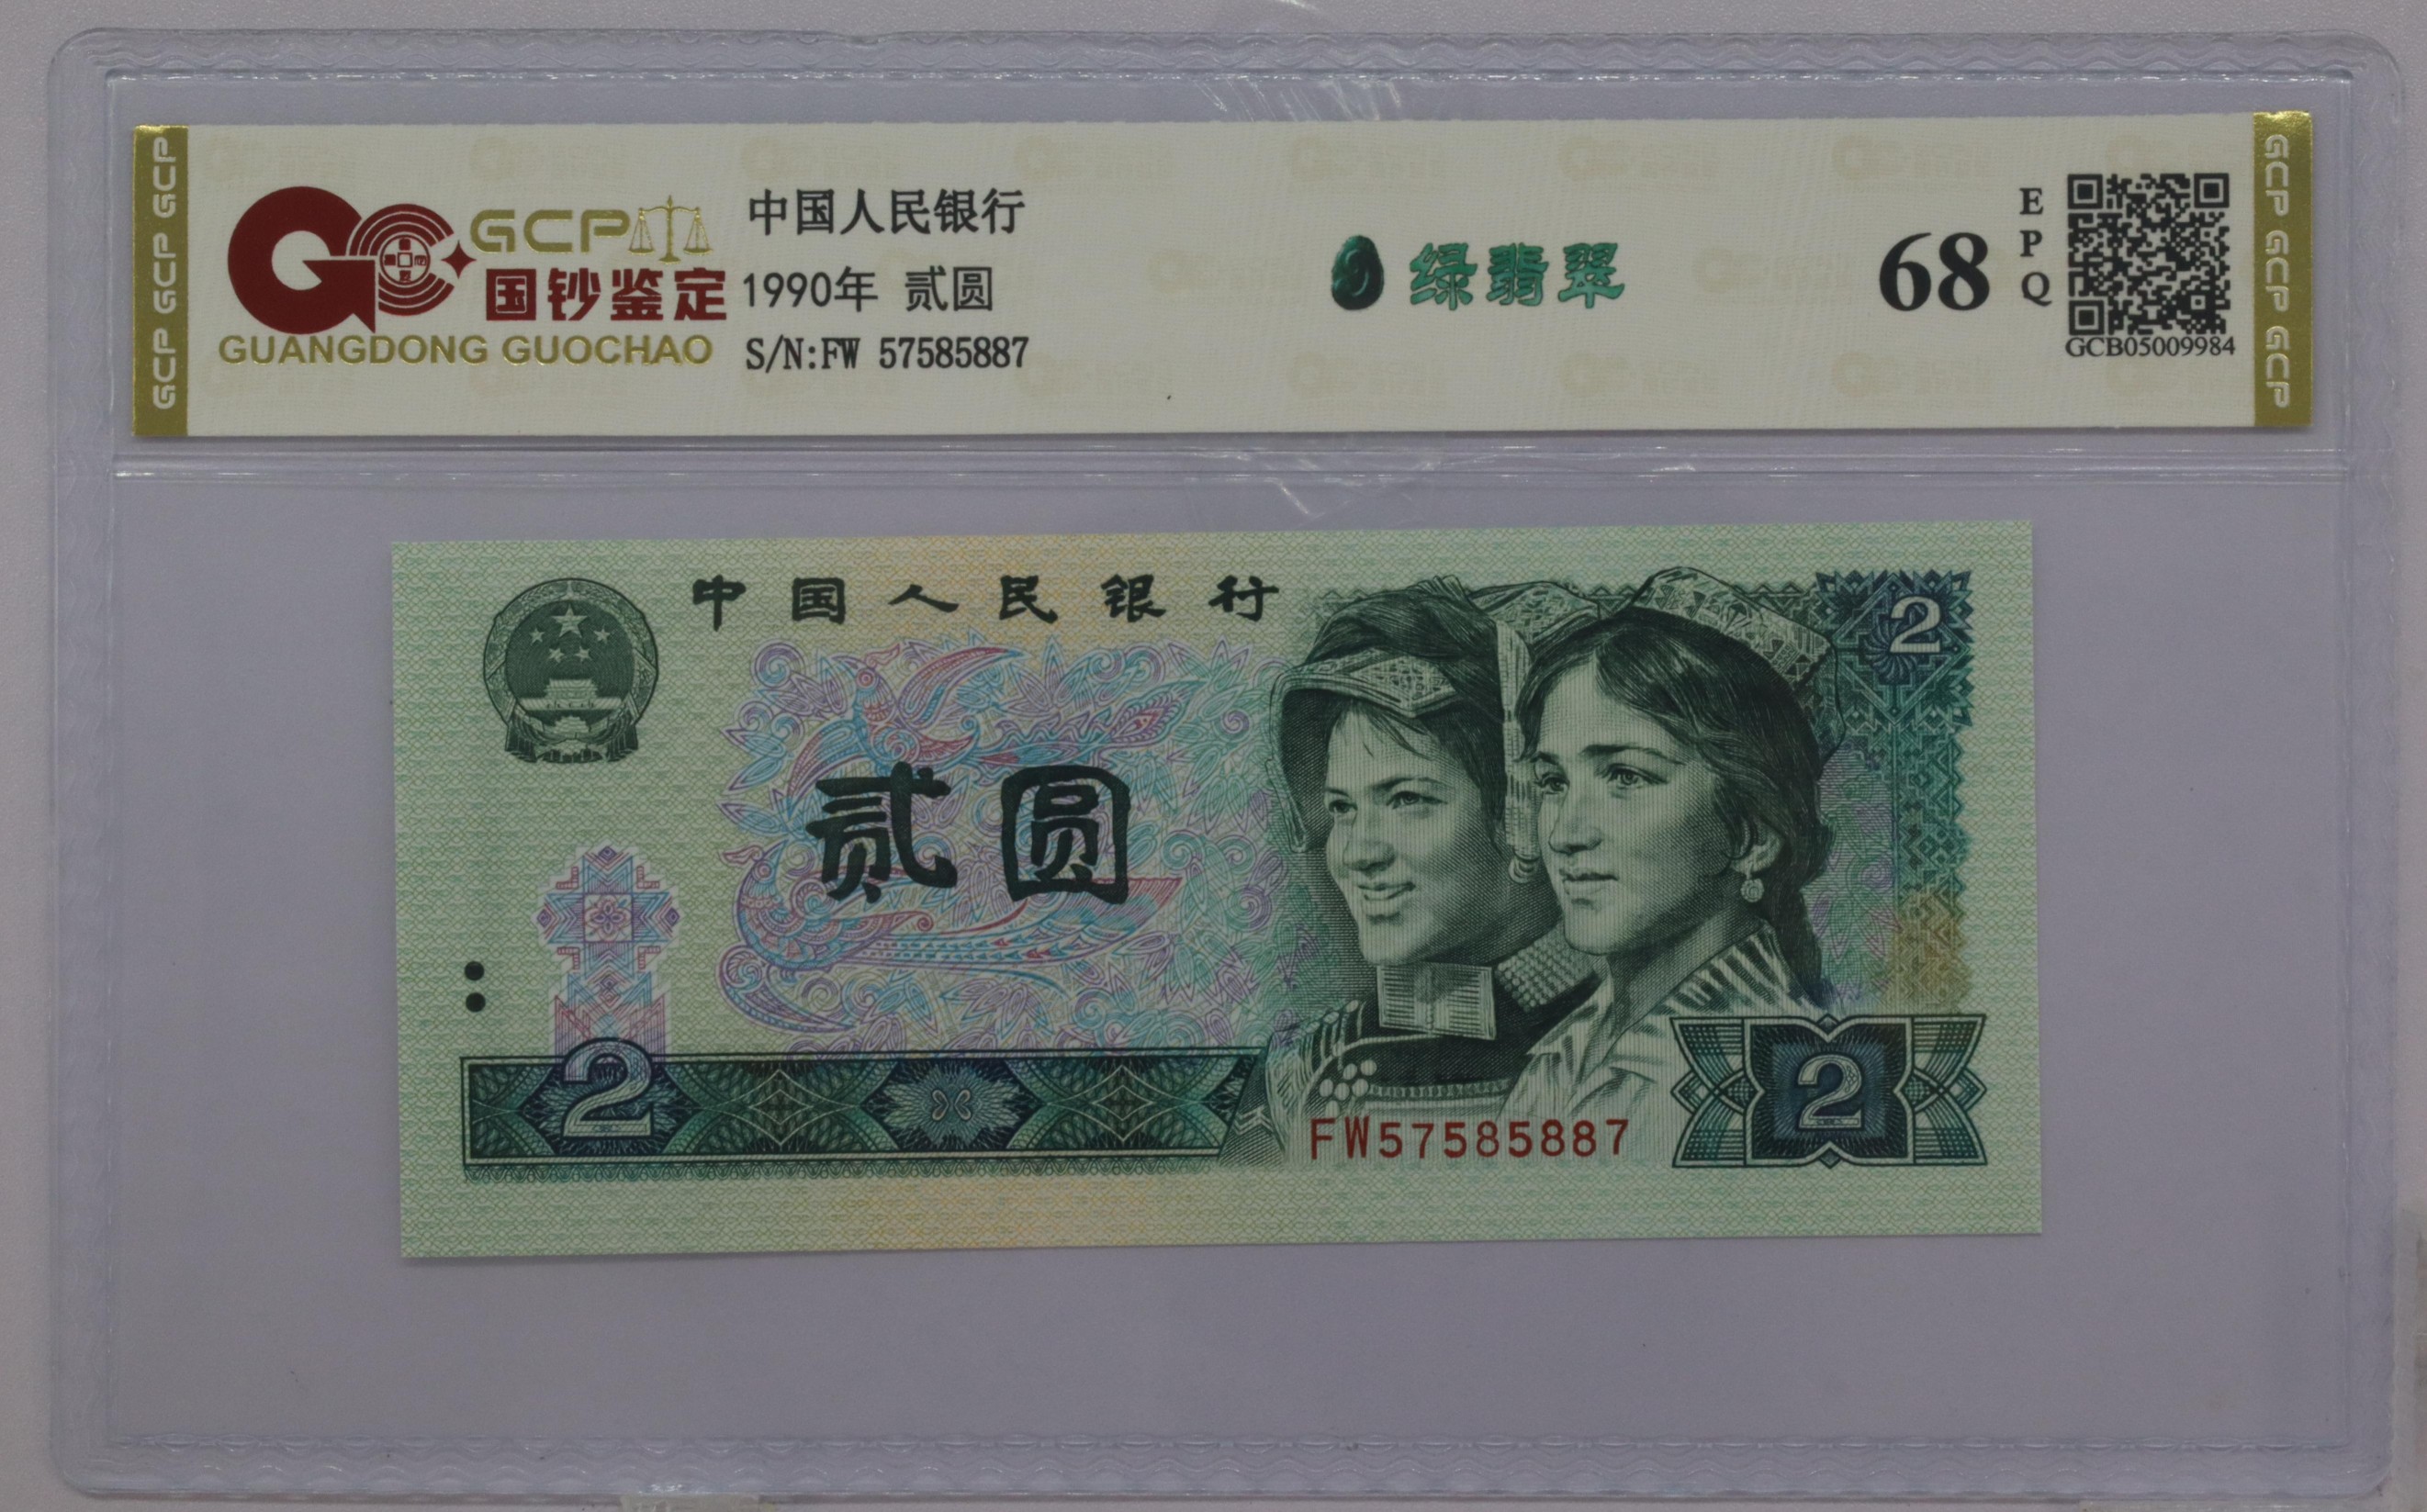 GCP GCP GCP
GCP
国钞鉴定
GUANGDONG GUOCHAO
中国人民银行
1990年 贰圆
S/N:FW 57585887
绿翡翠
68
EPQ
GCB05009984
GCP GCP GCP
中国人民银行
2
贰圆
2
FW57585887
2